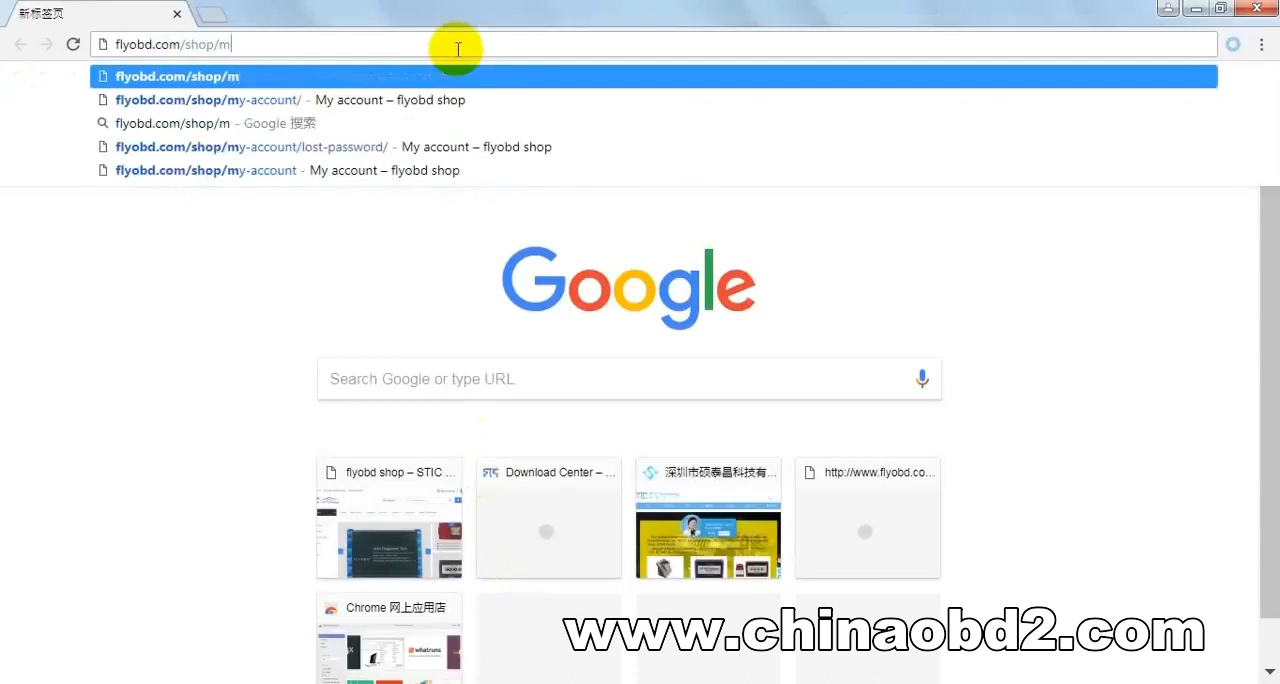 新标签页
flyobd.com/shop/m
flyobd.com/shop/m
flyobd.com/shop/my-account/ - My account – flyobd shop
flyobd.com/shop/m - Google 搜索
flyobd.com/shop/my-account/lost-password/ - My account – flyobd shop
flyobd.com/shop/my-account - My account – flyobd shop
Google
Search Google or type URL
flyobd shop – STIC ...
STIC Download Center – ...
深圳市硕泰昌科技有...
http://www.flyobd.co...
Chrome 网上应用店
whatruns
www.chinaobd2.com